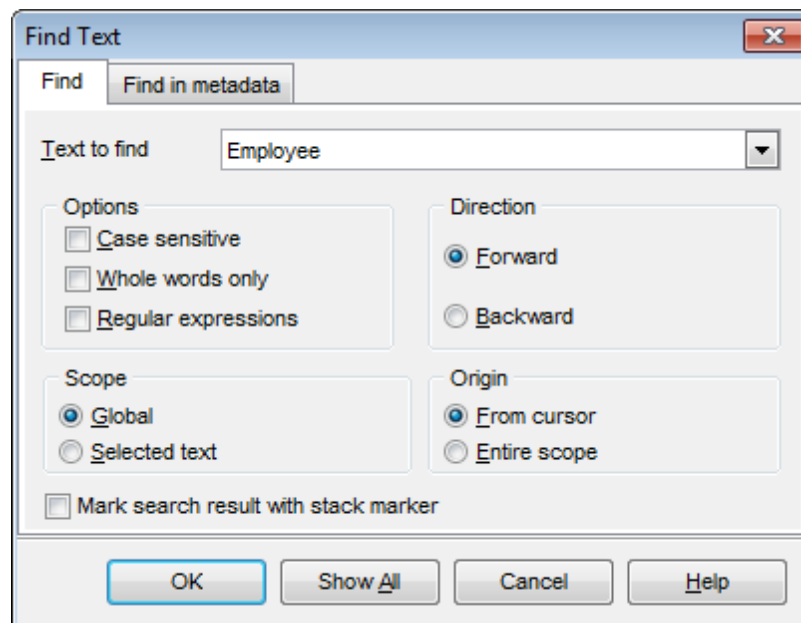 Find Text
Find Find in metadata
Text to find Employee
Options
Case sensitive
Whole words only
Regular expressions
Direction
Forward
Backward
Scope
Global
Selected text
Origin
From cursor
Entire scope
Mark search result with stack marker
OK Show All Cancel Help